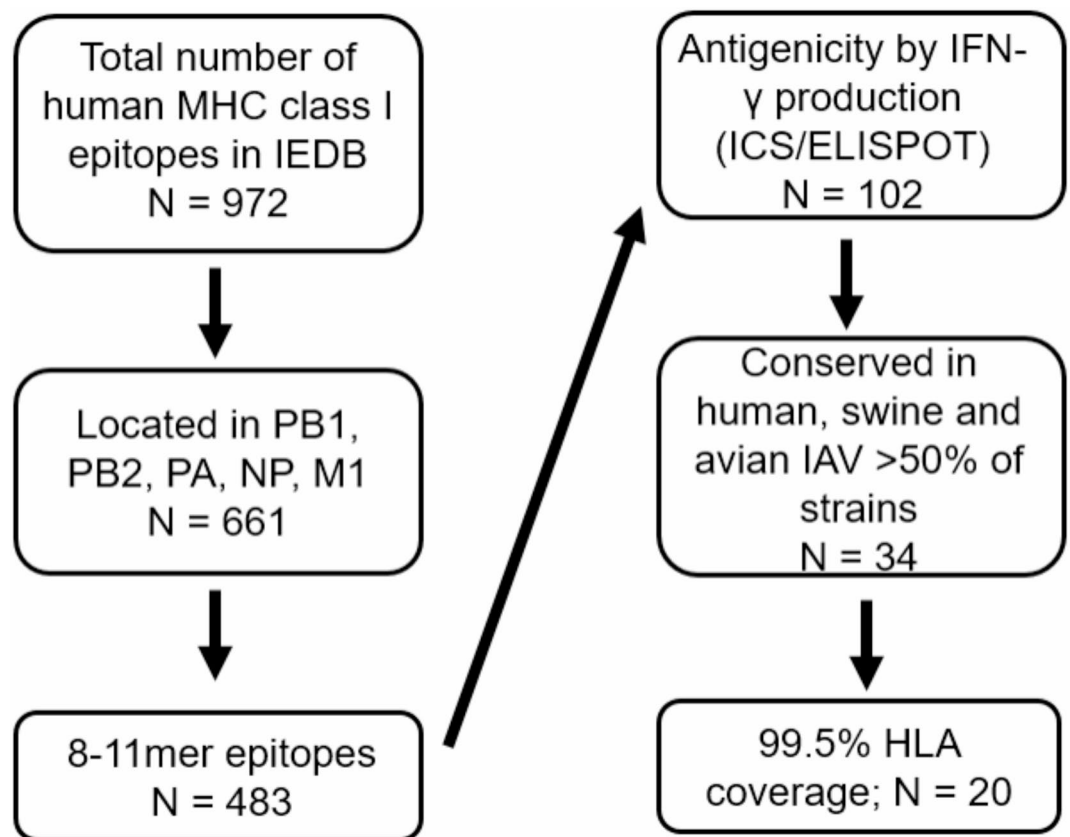 Total number of
human MHC class I
epitopes in IEDB
N = 972
Located in PB1,
PB2, PA, NP, M1
N = 661
8-11mer epitopes
N = 483
Antigenicity by IFN-
γ production
(ICS/ELISPOT)
N = 102
Conserved in
human, swine and
avian IAV >50% of
strains
N = 34
99.5% HLA
coverage; N = 20